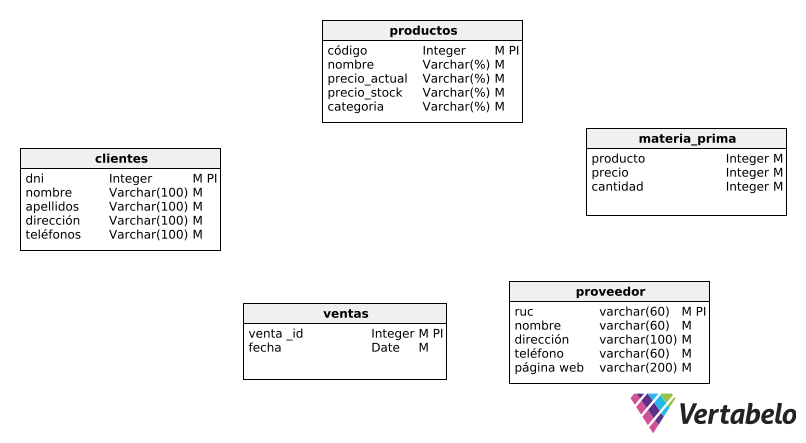 productos
código Integer M PI
nombre Varchar(%) M
precio_actual Varchar(%) M
precio_stock Varchar(%) M
categoria Varchar(%) M
materia_prima
producto Integer M
precio Integer M
cantidad Integer M
clientes
dni Integer M PI
nombre Varchar(100) M
apellidos Varchar(100) M
dirección Varchar(100) M
teléfonos Varchar(100) M
ventas
venta _id Integer M PI
fecha Date M
proveedor
ruc varchar(60) M PI
nombre varchar(60) M
dirección varchar(100) M
teléfono varchar(60) M
página web varchar(200) M
Vertabelo